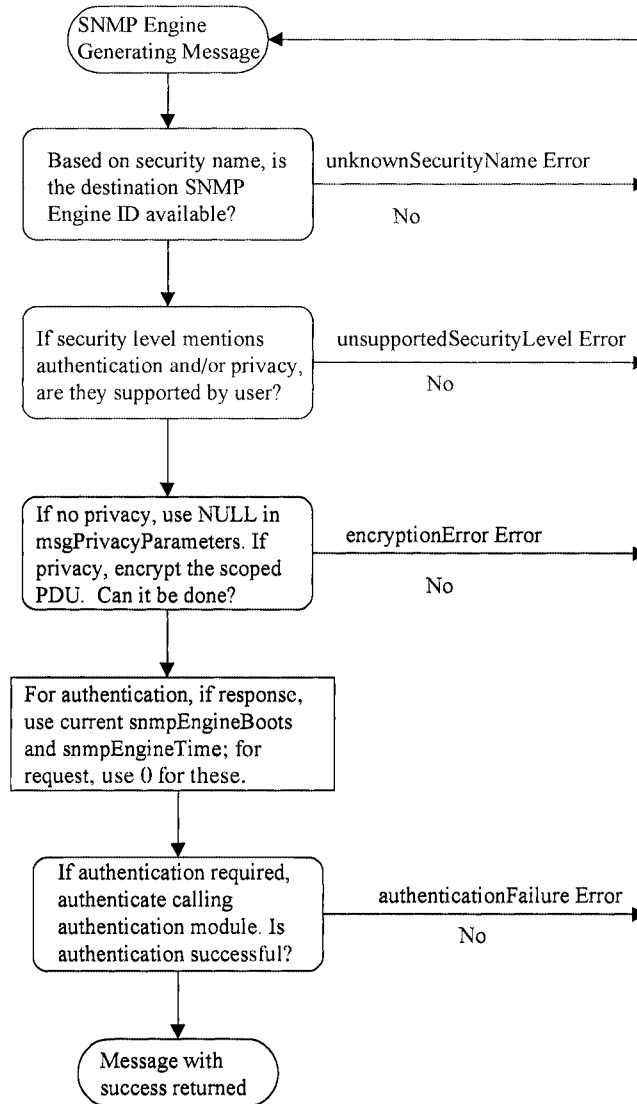 SNMP Engine
Generating Message
Based on security name, is
the destination SNMP
Engine ID available?
unknownSecurityName Error
No
If security level mentions
authentication and/or privacy,
are they supported by user?
unsupportedSecurityLevel Error
No
If no privacy, use NULL in
msgPrivacyParameters. If
privacy, encrypt the scoped
PDU. Can it be done?
encryptionError Error
No
For authentication, if response,
use current snmpEngineBoots
and snmpEngineTime; for
request, use 0 for these.
If authentication required,
authenticate calling
authentication module. Is
authentication successful?
authenticationFailure Error
No
Message with
success returned